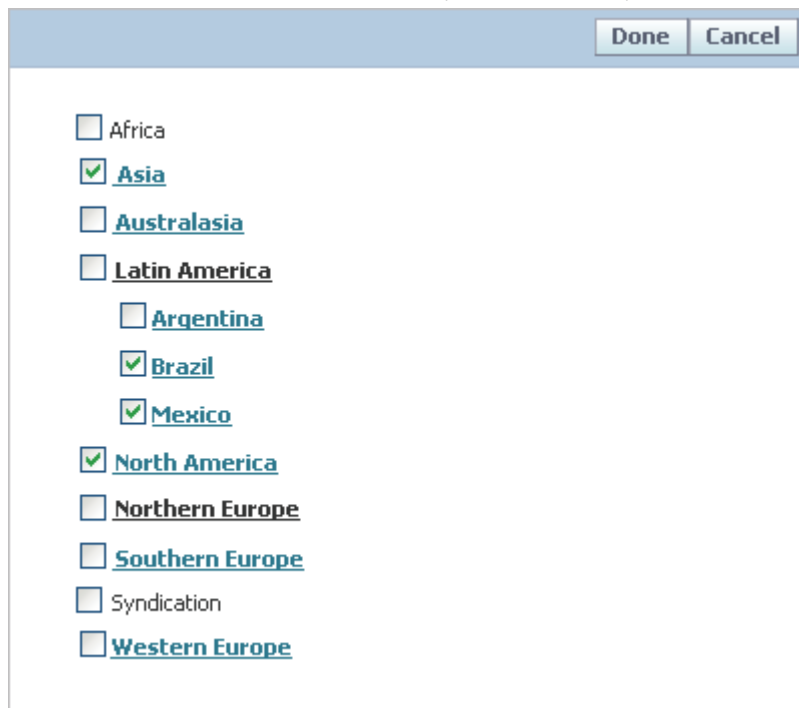 Done Cancel
Africa
Asia
Australasia
Latin America
Argentina
Brazil
Mexico
North America
Northern Europe
Southern Europe
Syndication
Western Europe